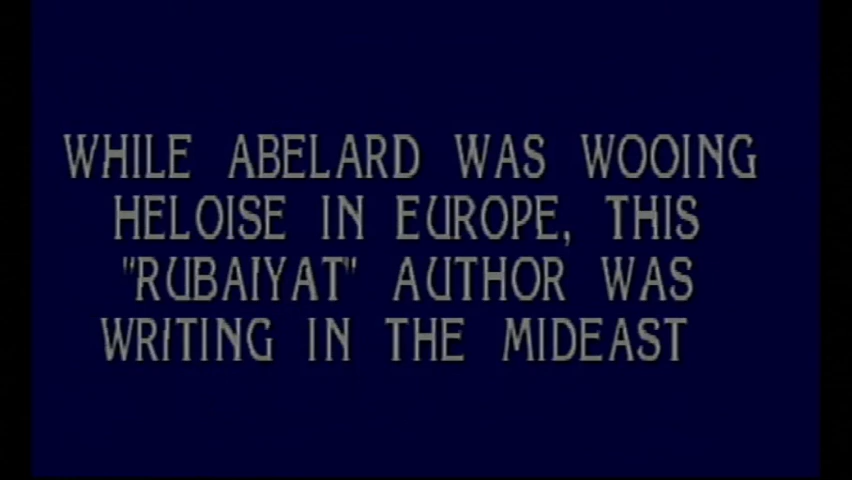 WHILE ABELARD WAS WOOING
HELOISE IN EUROPE, THIS
"RUBAIYAT" AUTHOR WAS
WRITING IN THE MIDEAST